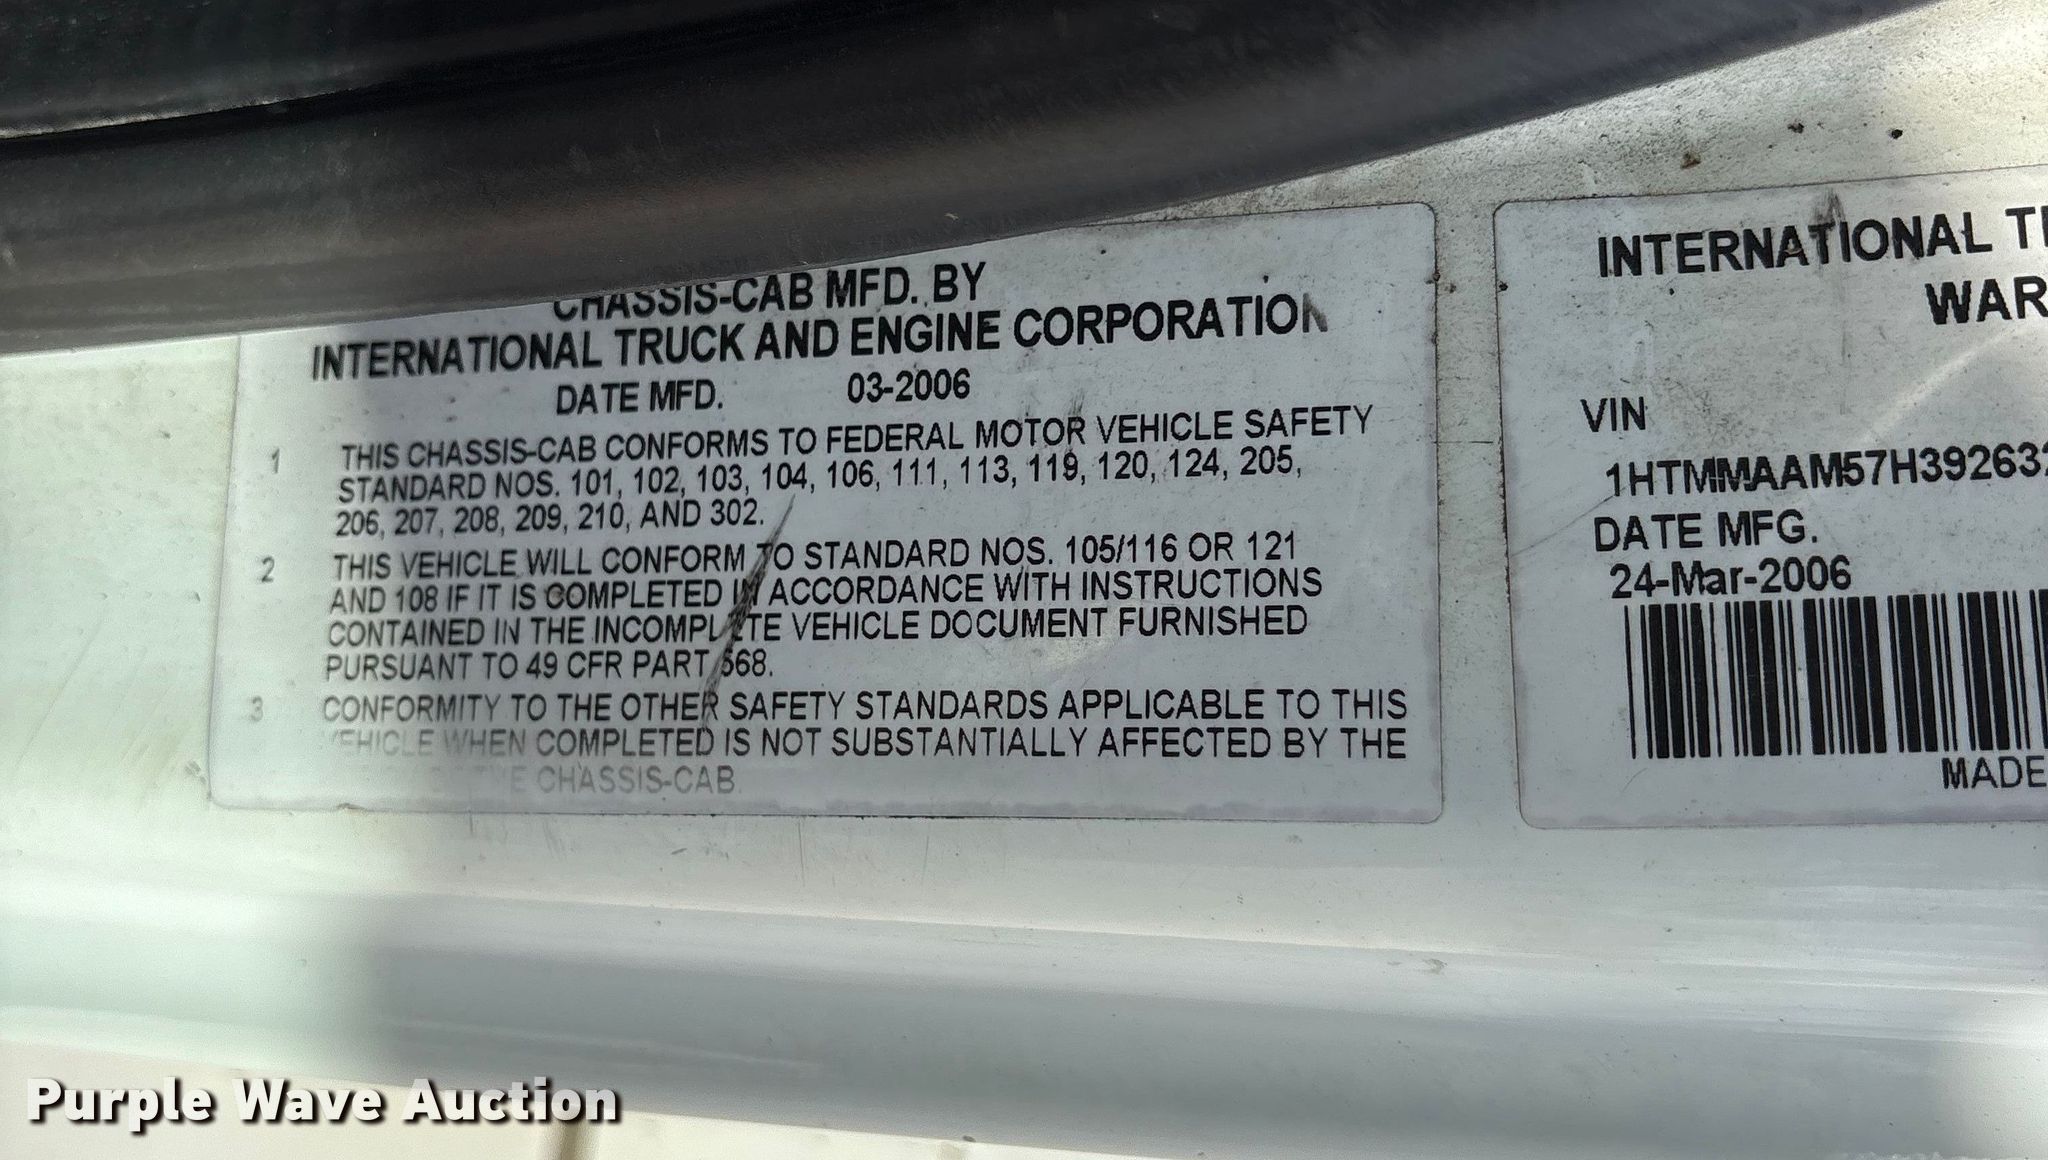 CHASSIS-CAB MFD. BY
INTERNATIONAL TRUCK AND ENGINE CORPORATION
DATE MFD. 03-2006
1 THIS CHASSIS-CAB CONFORMS TO FEDERAL MOTOR VEHICLE SAFETY
STANDARD NOS. 101, 102, 103, 104, 106, 111, 113, 119, 120, 124, 205,
206, 207, 208, 209, 210, AND 302.
2 THIS VEHICLE WILL CONFORM TO STANDARD NOS. 105/116 OR 121
AND 108 IF IT IS COMPLETED IN ACCORDANCE WITH INSTRUCTIONS
CONTAINED IN THE INCOMPLETE VEHICLE DOCUMENT FURNISHED
PURSUANT TO 49 CFR PART 568.
3 CONFORMITY TO THE OTHER SAFETY STANDARDS APPLICABLE TO THIS
VEHICLE WHEN COMPLETED IS NOT SUBSTANTIALLY AFFECTED BY THE
THE CHASSIS-CAB.
INTERNATIONAL
WAR
VIN
1HTMMAAM57H39263
DATE MFG.
24-Mar-2006
MADE
Purple Wave Auction